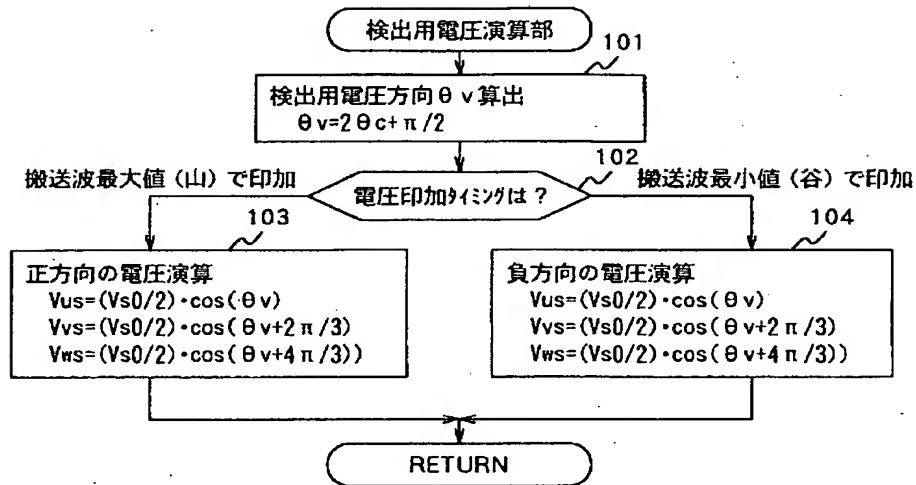 検出用電圧演算部
101
検出用電圧方向θv算出
θv=2θc+π/2
102
搬送波最大値（山）で印加
電圧印加タイミングは？
搬送波最小値（谷）で印加
103
正方向の電圧演算
Vus=(Vs0/2)・cos(θv)
Vvs=(Vs0/2)・cos(θv+2π/3)
Vws=(Vs0/2)・cos(θv+4π/3))
104
負方向の電圧演算
Vus=(Vs0/2)・cos(θv)
Vvs=(Vs0/2)・cos(θv+2π/3)
Vws=(Vs0/2)・cos(θv+4π/3))
RETURN